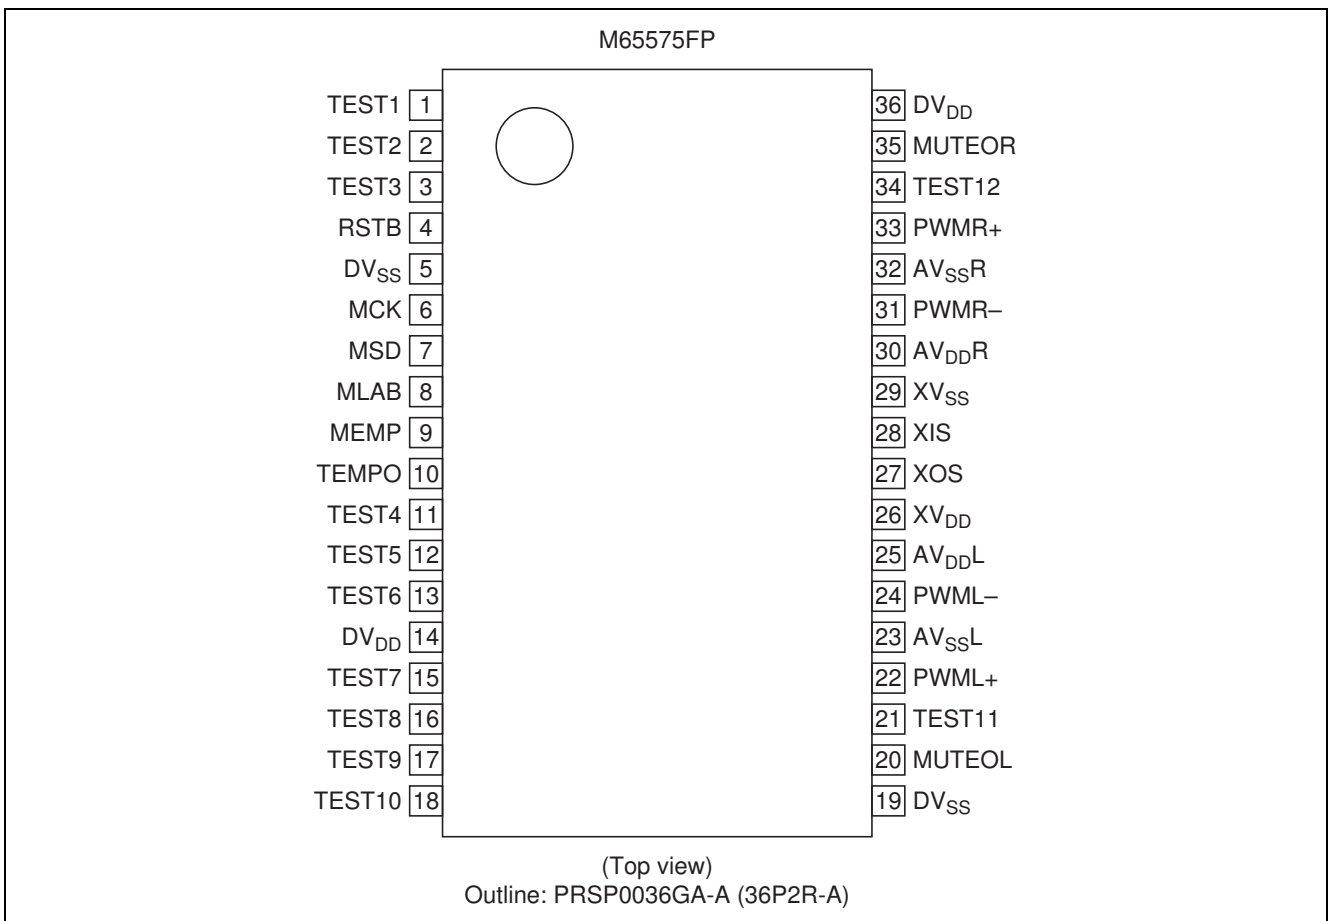 M65575FP
TEST1 1 36 DVDD
TEST2 2 35 MUTEOR
TEST3 3 34 TEST12
RSTB 4 33 PWMR+
DVSS 5 32 AVSSR
MCK 6 31 PWMR–
MSD 7 30 AVDDR
MLAB 8 29 XVSS
MEMP 9 28 XIS
TEMPO 10 27 XOS
TEST4 11 26 XVDD
TEST5 12 25 AVDDL
TEST6 13 24 PWML–
DVDD 14 23 AVSSL
TEST7 15 22 PWML+
TEST8 16 21 TEST11
TEST9 17 20 MUTEOL
TEST10 18 19 DVSS
(Top view)
Outline: PRSP0036GA-A (36P2R-A)